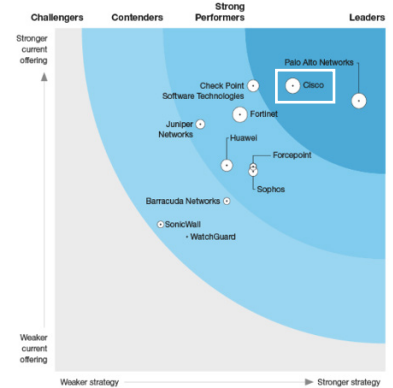 Challengers
Contenders
Strong
Performers
Leaders
Stronger
current
offering
Palo Alto Networks
Check Point
Software Technologies
Cisco
Fortinet
Juniper
Networks
Huawei
Forcepoint
Sophos
Barracuda Networks
SonicWall
WatchGuard
Weaker
current
offering
Weaker strategy
Stronger strategy